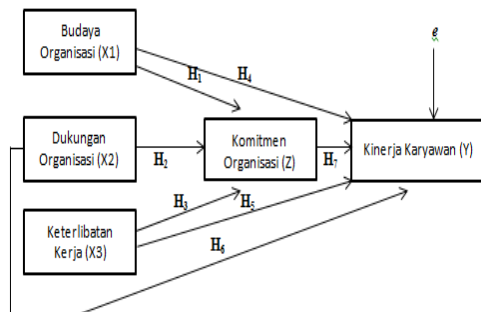 Budaya
Organisasi (X1)
e
H1
H4
Dukungan
Organisasi (X2)
H2
Komitmen
Organisasi (Z)
H7
Kinerja Karyawan (Y)
Keterlibatan
Kerja (X3)
H3
H5
H6